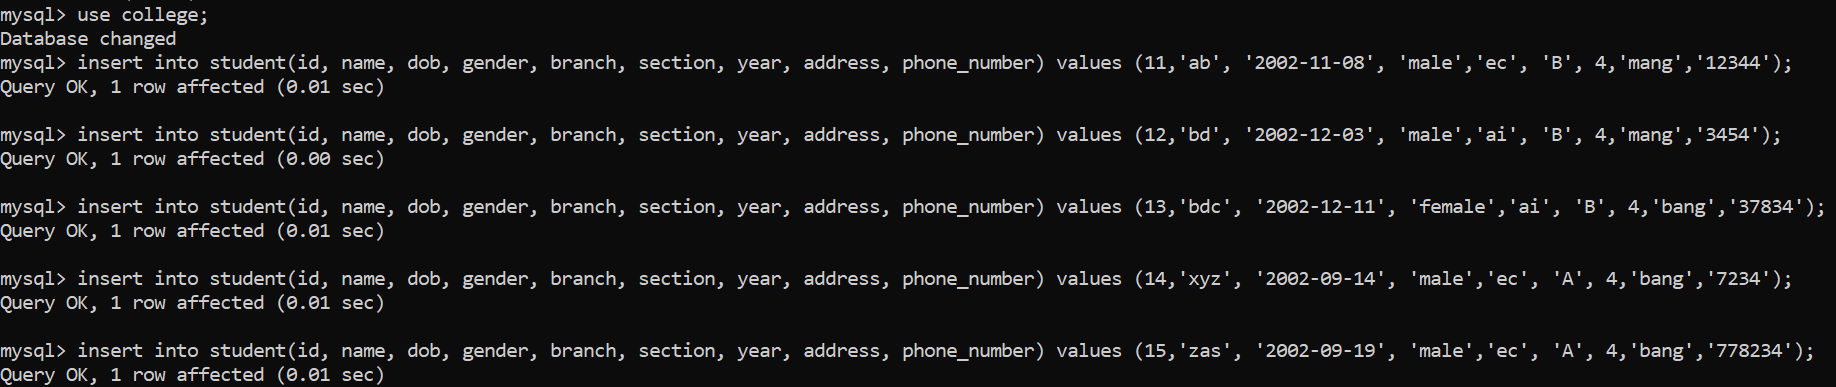 mysql> use college;
Database changed
mysql> insert into student(id, name, dob, gender, branch, section, year, address, phone_number) values (11,'ab', '2002-11-08', 'male','ec', 'B', 4,'mang','12344');
Query OK, 1 row affected (0.01 sec)
mysql> insert into student(id, name, dob, gender, branch, section, year, address, phone_number) values (12,'bd', '2002-12-03', 'male','ai', 'B', 4,'mang','3454');
Query OK, 1 row affected (0.00 sec)
mysql> insert into student(id, name, dob, gender, branch, section, year, address, phone_number) values (13,'bdc', '2002-12-11', 'female','ai', 'B', 4,'bang','37834');
Query OK, 1 row affected (0.01 sec)
mysql> insert into student(id, name, dob, gender, branch, section, year, address, phone_number) values (14,'xyz', '2002-09-14', 'male','ec', 'A', 4,'bang','7234');
Query OK, 1 row affected (0.01 sec)
mysql> insert into student(id, name, dob, gender, branch, section, year, address, phone_number) values (15,'zas', '2002-09-19', 'male','ec', 'A', 4,'bang','778234');
Query OK, 1 row affected (0.01 sec)